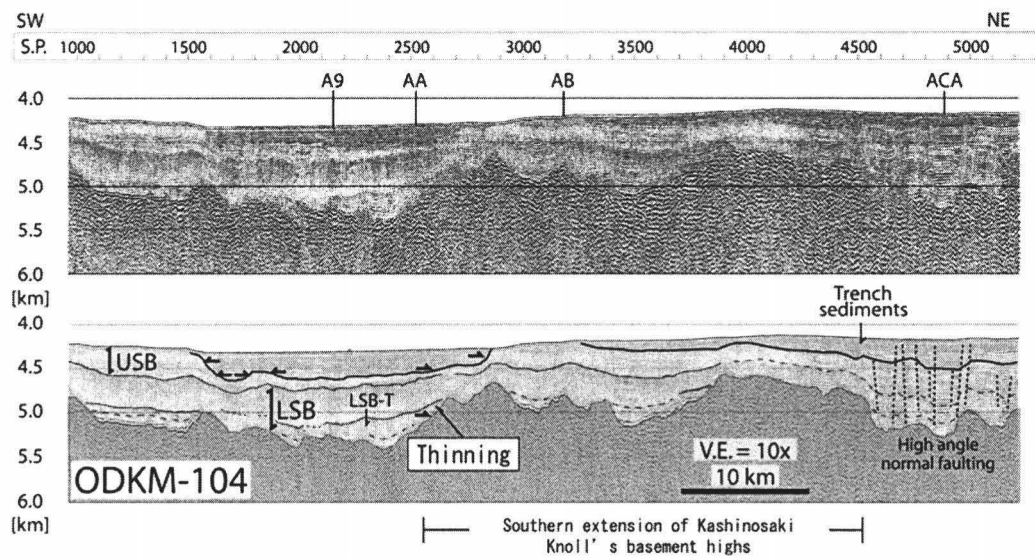 SW NE
S.P. 1000 1500 2000 2500 3000 3500 4000 4500 5000
A9 AA AB ACA
4.0
4.5
5.0
5.5
6.0
[km]
Trench
sediments
4.0
4.5
5.0
5.5
6.0
[km]
USB
LSB
LSB-T
Thinning
V.E. = 10x
10 km
High angle
normal faulting
ODKM-104
Southern extension of Kashinosaki
Knoll' s basement highs